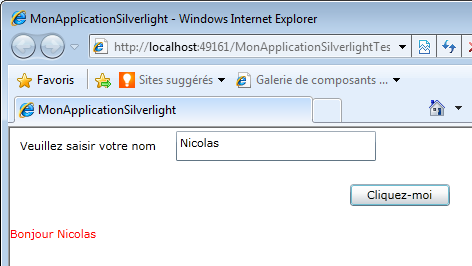 MonApplicationSilverlight - Windows Internet Explorer
http://localhost:49161/MonApplicationSilverlightTes
Favoris Sites suggérés Galerie de composants ...
MonApplicationSilverlight
Veuillez saisir votre nom Nicolas
Cliquez-moi
Bonjour Nicolas